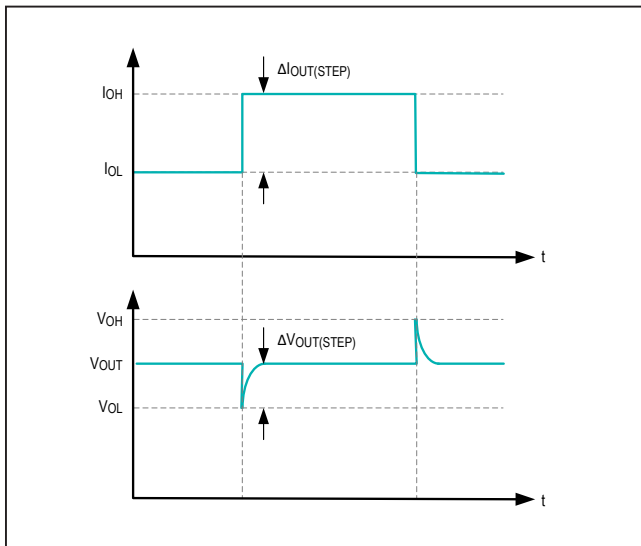 ΔIOUT(STEP)
IOH
IOL
t
VOH
ΔVOUT(STEP)
VOUT
VOL
t